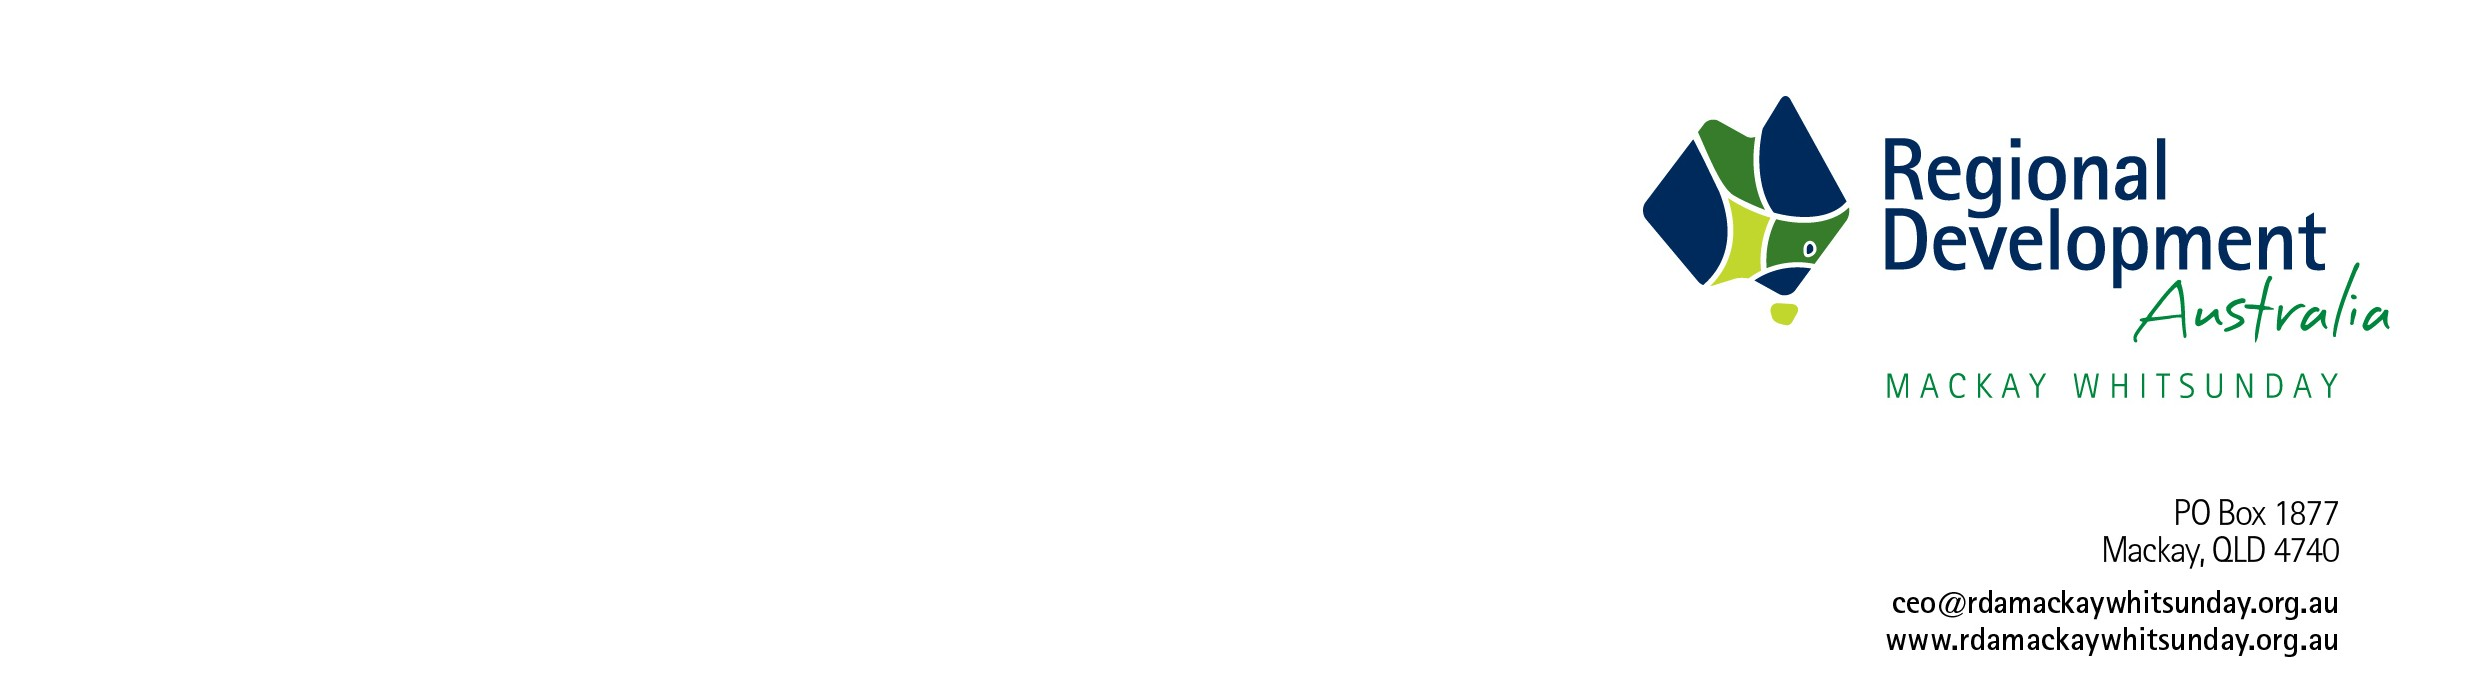 Regional
Development
Australia
MACKAY WHITSUNDAY
PO Box 1877
Mackay, QLD 4740
ceo@rdamackaywhitsunday.org.au
www.rdamackaywhitsunday.org.au